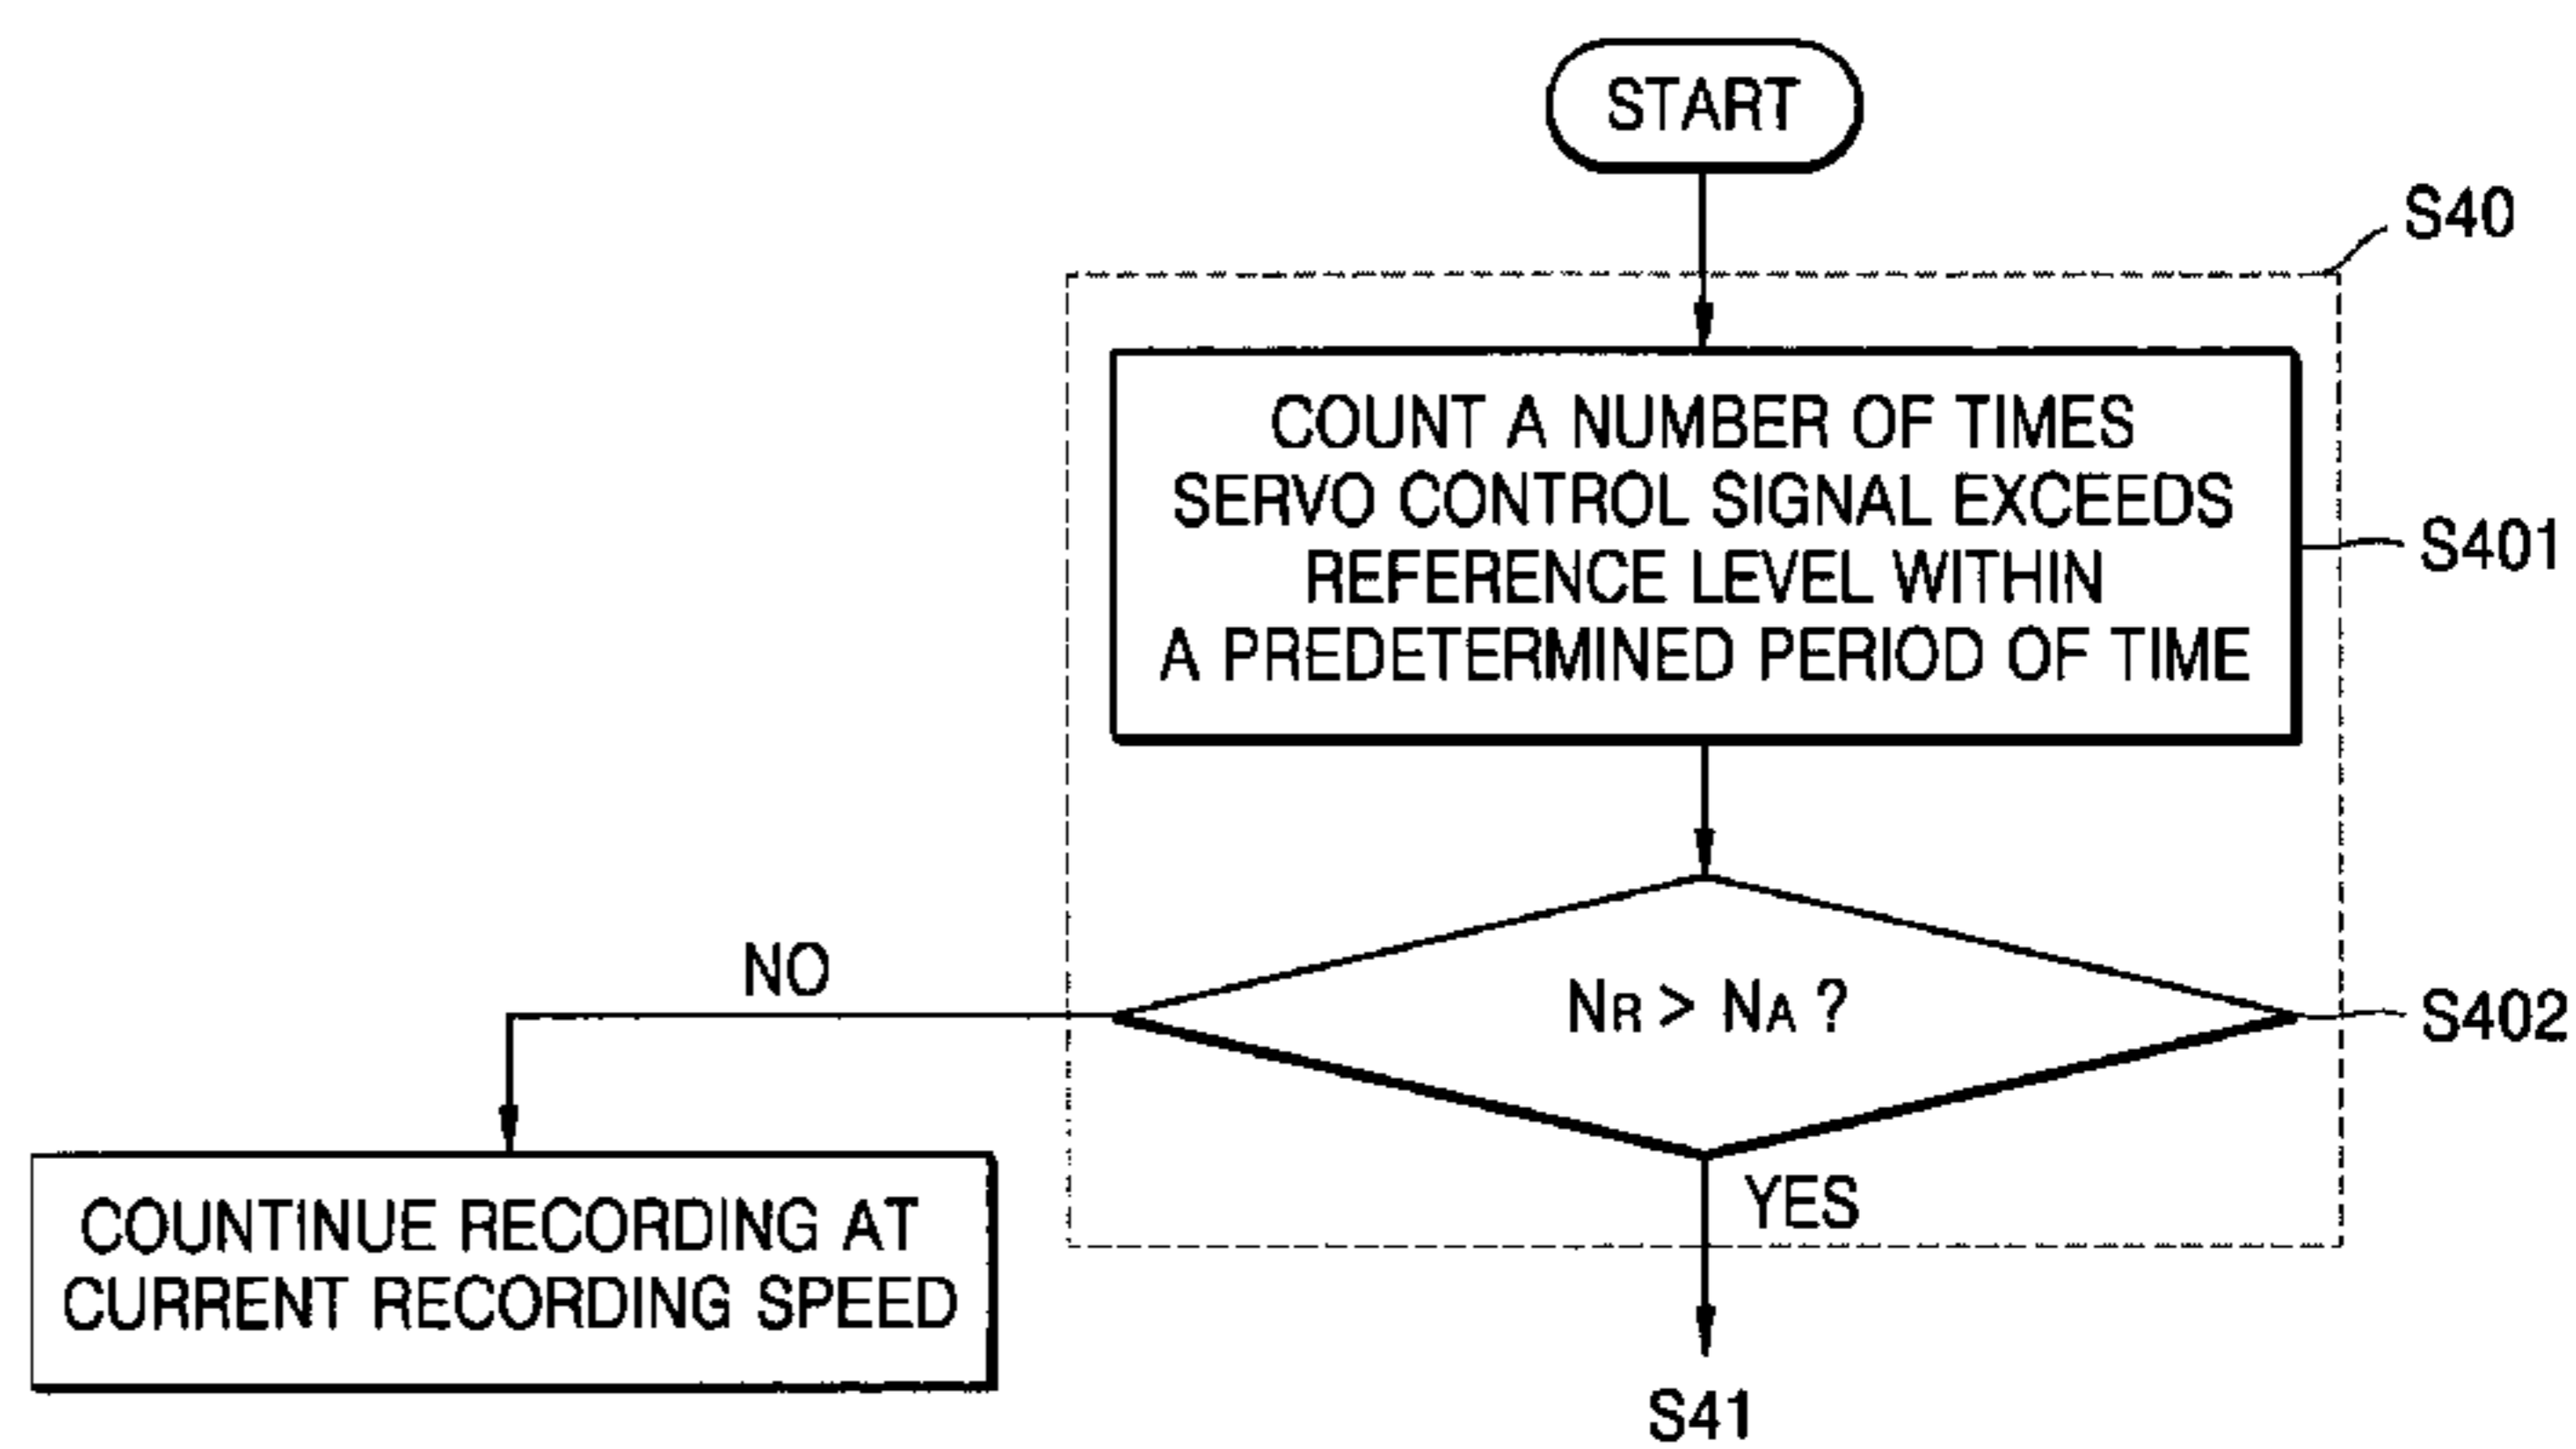 START
S40
COUNT A NUMBER OF TIMES
SERVO CONTROL SIGNAL EXCEEDS
REFERENCE LEVEL WITHIN
A PREDETERMINED PERIOD OF TIME
S401
NR > NA ?
S402
NO
YES
COUNTINUE RECORDING AT
CURRENT RECORDING SPEED
S41